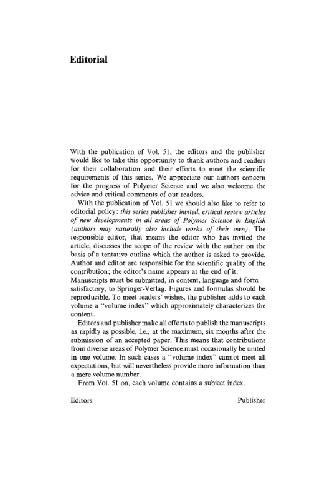 Editorial
With the publication of Vol. 51, the editors and the publisher
would like to take this opportunity to thank authors and readers
for their collaboration and their efforts to meet the scientific
requirements of this series. We appreciate our authors concern
for the progress of Polymer Science and we also welcome the
advice and critical comments of our readers.
With the publication of Vol. 51 we should also like to refer to
editorial policy: this series publishes invited, critical review articles
of new developments in all areas of Polymer Science in English
(authors may naturally also include works of their own). The
responsible editor, that means the editor who has invited the
article, discusses the scope of the review with the author on the
basis of a tentative outline which the author is asked to provide.
Author and editor are responsible for the scientific quality of the
contribution; the editor's name appears at the end of it.
Manuscripts must be submitted, in content, language and form
satisfactory, to Springer-Verlag. Figures and formulas should be
reproducible. To meet readers' wishes, the publisher adds to each
volume a "volume index" which approximately characterizes the
content.
Editors and publisher make all efforts to publish the manuscripts
as rapidly as possible, i.e., at the maximum, six months after the
submission of an accepted paper. This means that contributions
from diverse areas of Polymer Science must occasionally be united
in one volume. In such cases a "volume index" cannot meet all
expectations, but will nevertheless provide more information than
a mere volume number.
From Vol. 51 on, each volume contains a subject index.
Editors Publisher